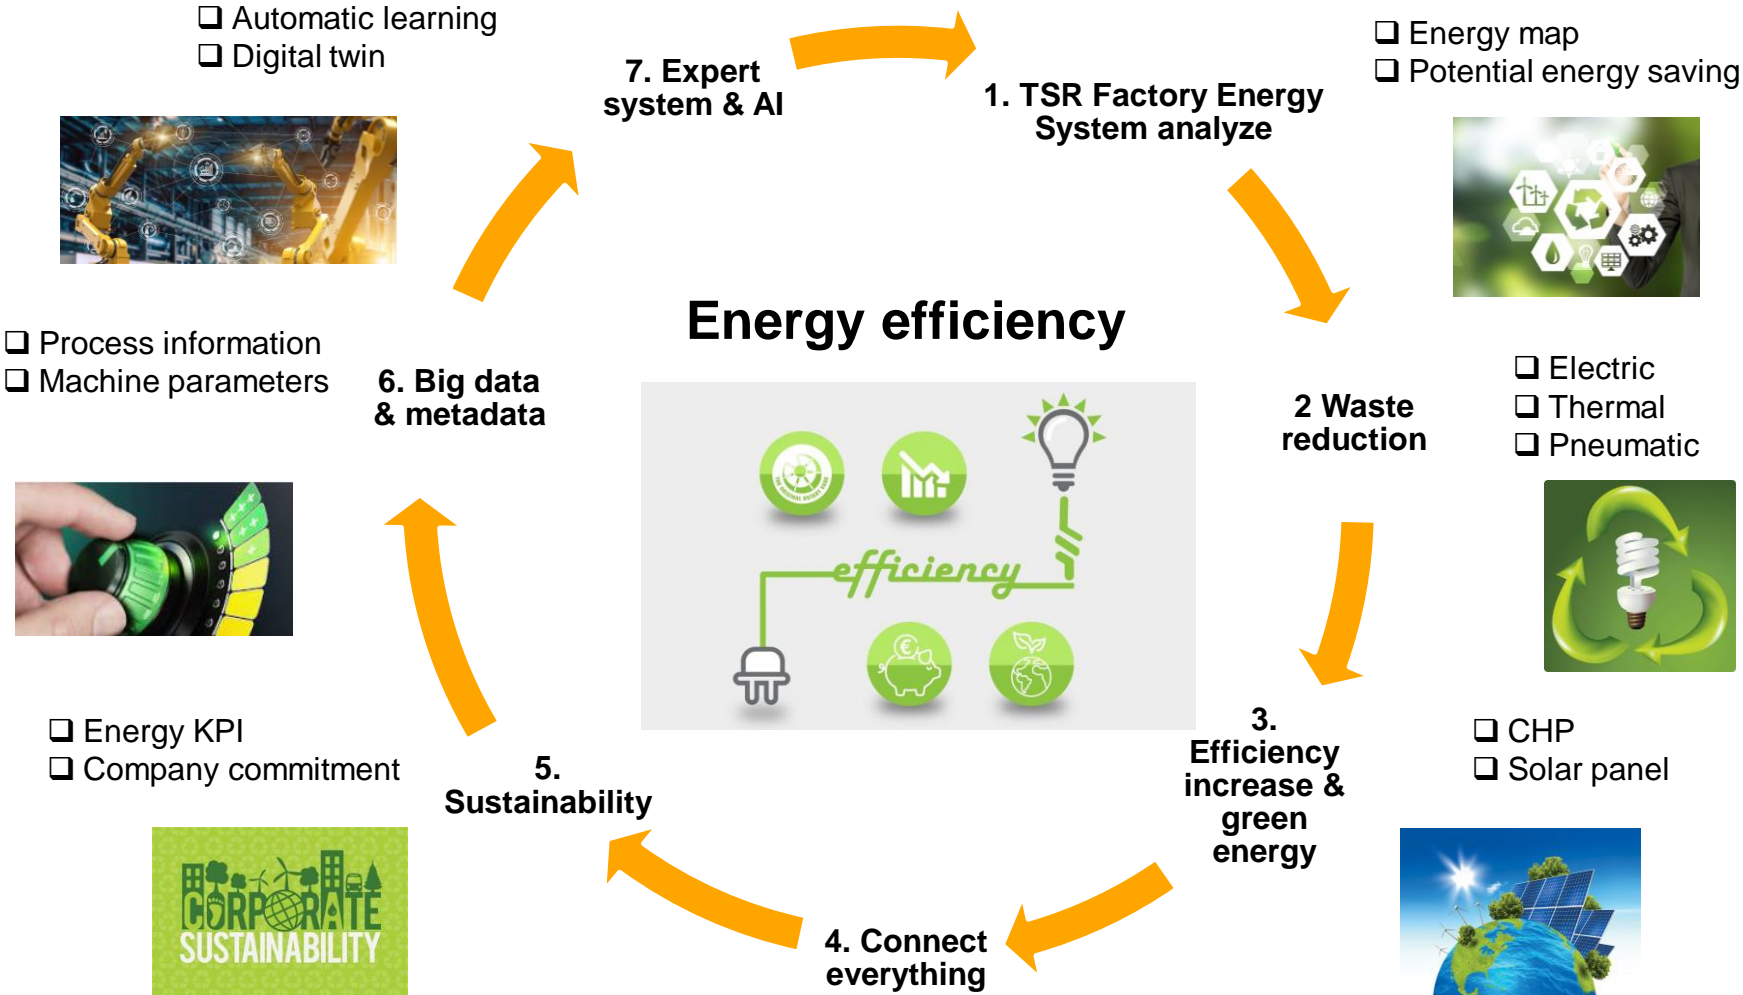 Energy efficiency
1. TSR Factory Energy
System analyze
❑ Energy map
❑ Potential energy saving
2 Waste
reduction
❑ Electric
❑ Thermal
❑ Pneumatic
3.
Efficiency
increase &
green
energy
❑ CHP
❑ Solar panel
4. Connect
everything
5.
Sustainability
❑ Energy KPI
❑ Company commitment
CORPORATE
SUSTAINABILITY
6. Big data
& metadata
❑ Process information
❑ Machine parameters
7. Expert
system & AI
❑ Automatic learning
❑ Digital twin
efficiency
€